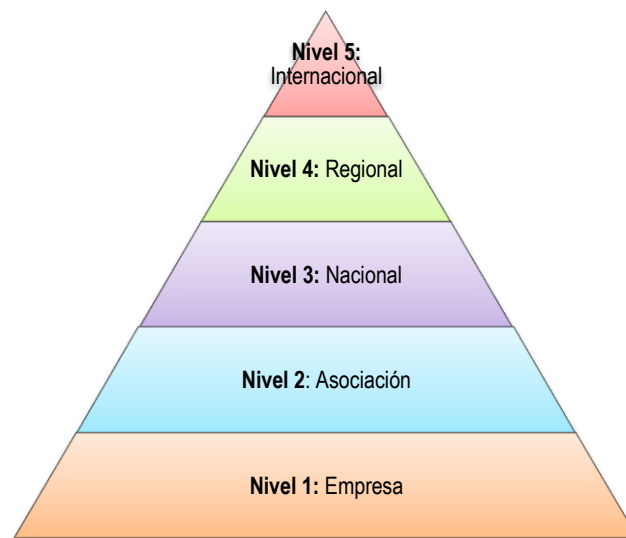 Nivel 5:
Internacional
Nivel 4: Regional
Nivel 3: Nacional
Nivel 2: Asociación
Nivel 1: Empresa